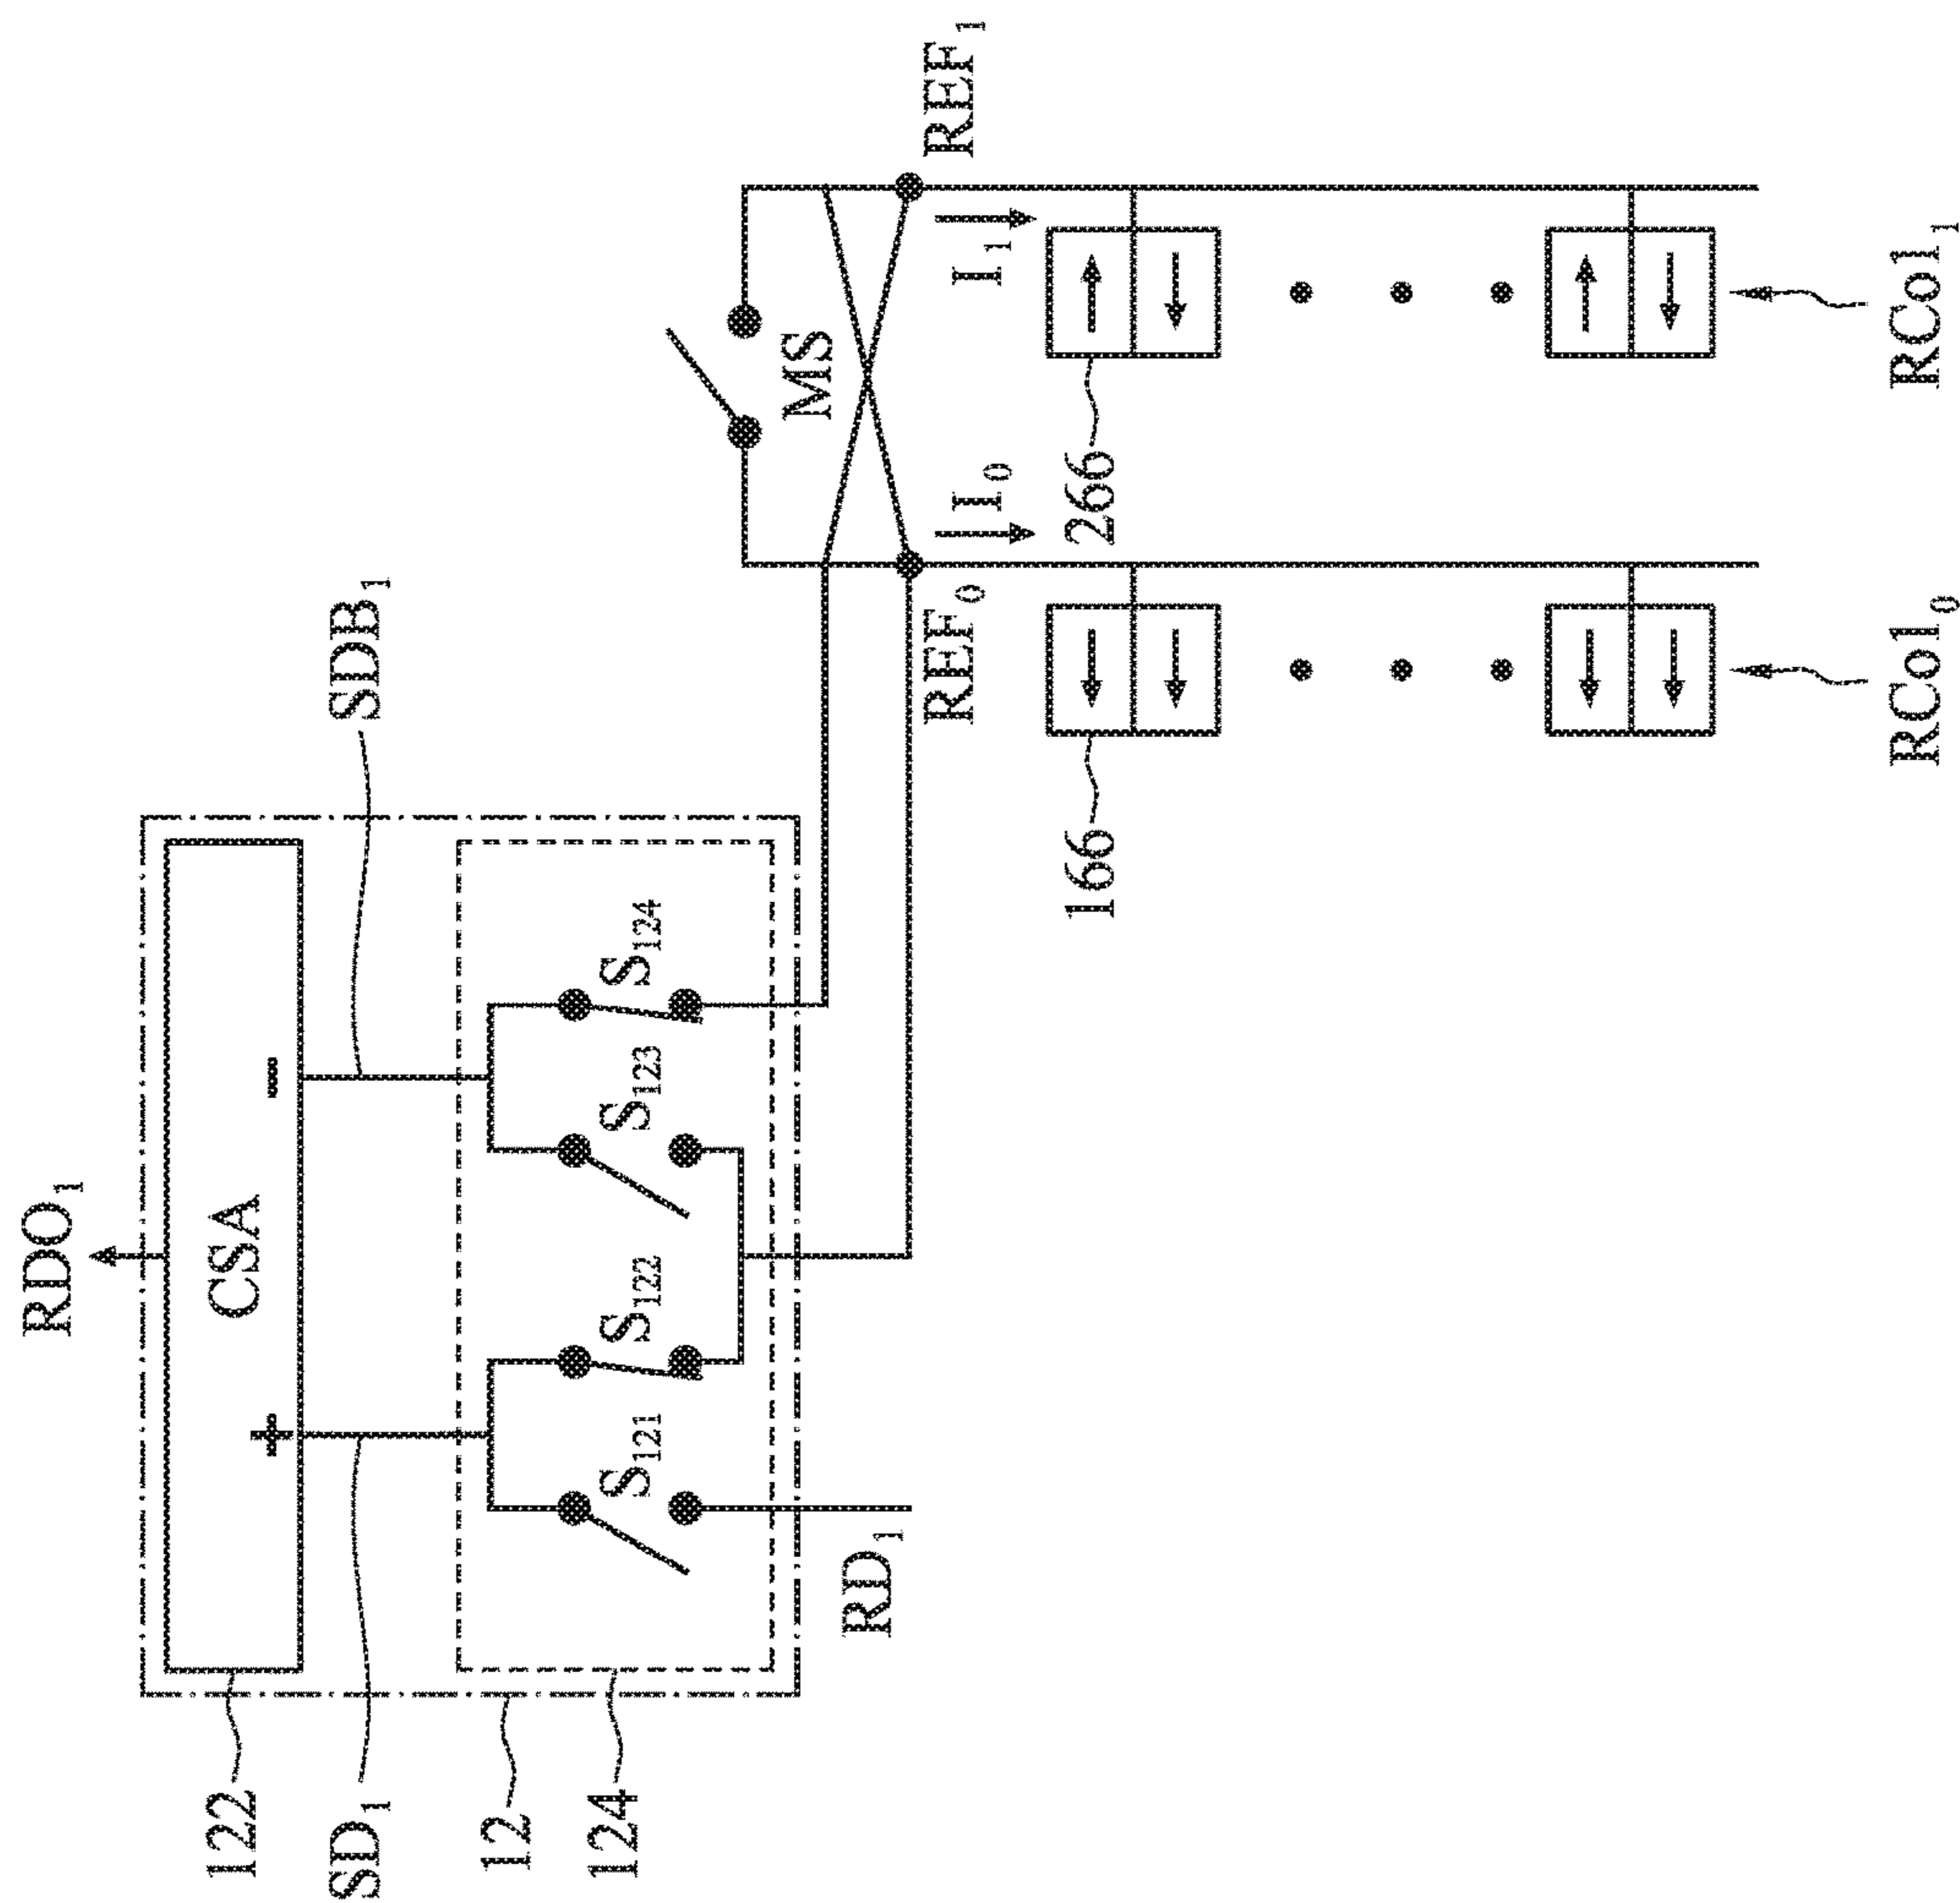 RDO₁
122
CSA
+
-
SD₁
SDB₁
12
124
S₁₂₁
S₁₂₂
S₁₂₃
S₁₂₄
RD₁
MS
REF₀
REF₁
I₀
I₁
166
266
RCol₀
RCol₁